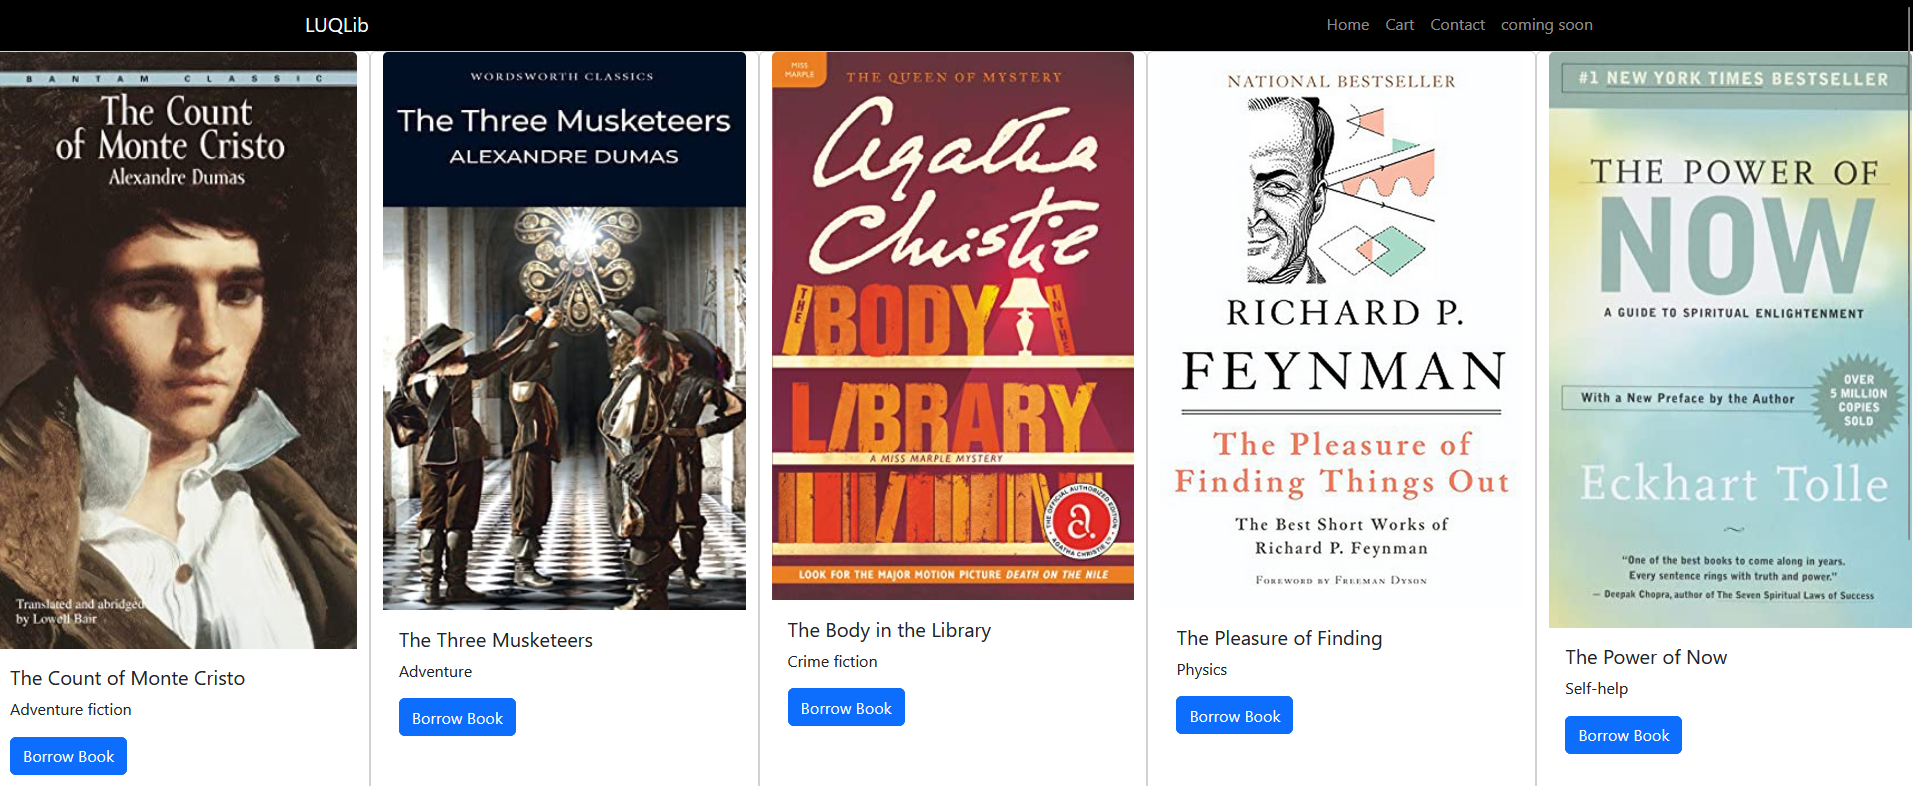 LUQLib
Home Cart Contact coming soon
BANTAM CLASSIC
The Count
of Monte Cristo
Alexandre Dumas
Translated and abridged
by Lowell Bair
The Count of Monte Cristo
Adventure fiction
Borrow Book
WORDSWORTH CLASSICS
The Three Musketeers
ALEXANDRE DUMAS
The Three Musketeers
Adventure
Borrow Book
MISS
MARPLE
THE QUEEN OF MYSTERY
Agatha
Christie
THE BODY IN THE
LIBRARY
A MISS MARPLE MYSTERY
THE OFFICIAL AUTHORIZED EDITION
a
AGATHA CHRISTIE LTD
LOOK FOR THE MAJOR MOTION PICTURE DEATH ON THE NILE
The Body in the Library
Crime fiction
Borrow Book
NATIONAL BESTSELLER
RICHARD P.
FEYNMAN
The Pleasure of
Finding Things Out
The Best Short Works of
Richard P. Feynman
FOREWORD BY FREEMAN DYSON
The Pleasure of Finding
Physics
Borrow Book
#1 NEW YORK TIMES BESTSELLER
THE POWER OF
NOW
A GUIDE TO SPIRITUAL ENLIGHTENMENT
With a New Preface by the Author
OVER
5 MILLION
COPIES
SOLD
Eckhart Tolle
"One of the best books to come along in years.
Every sentence rings with truth and power."
— Deepak Chopra, author of The Seven Spiritual Laws of Success
The Power of Now
Self-help
Borrow Book